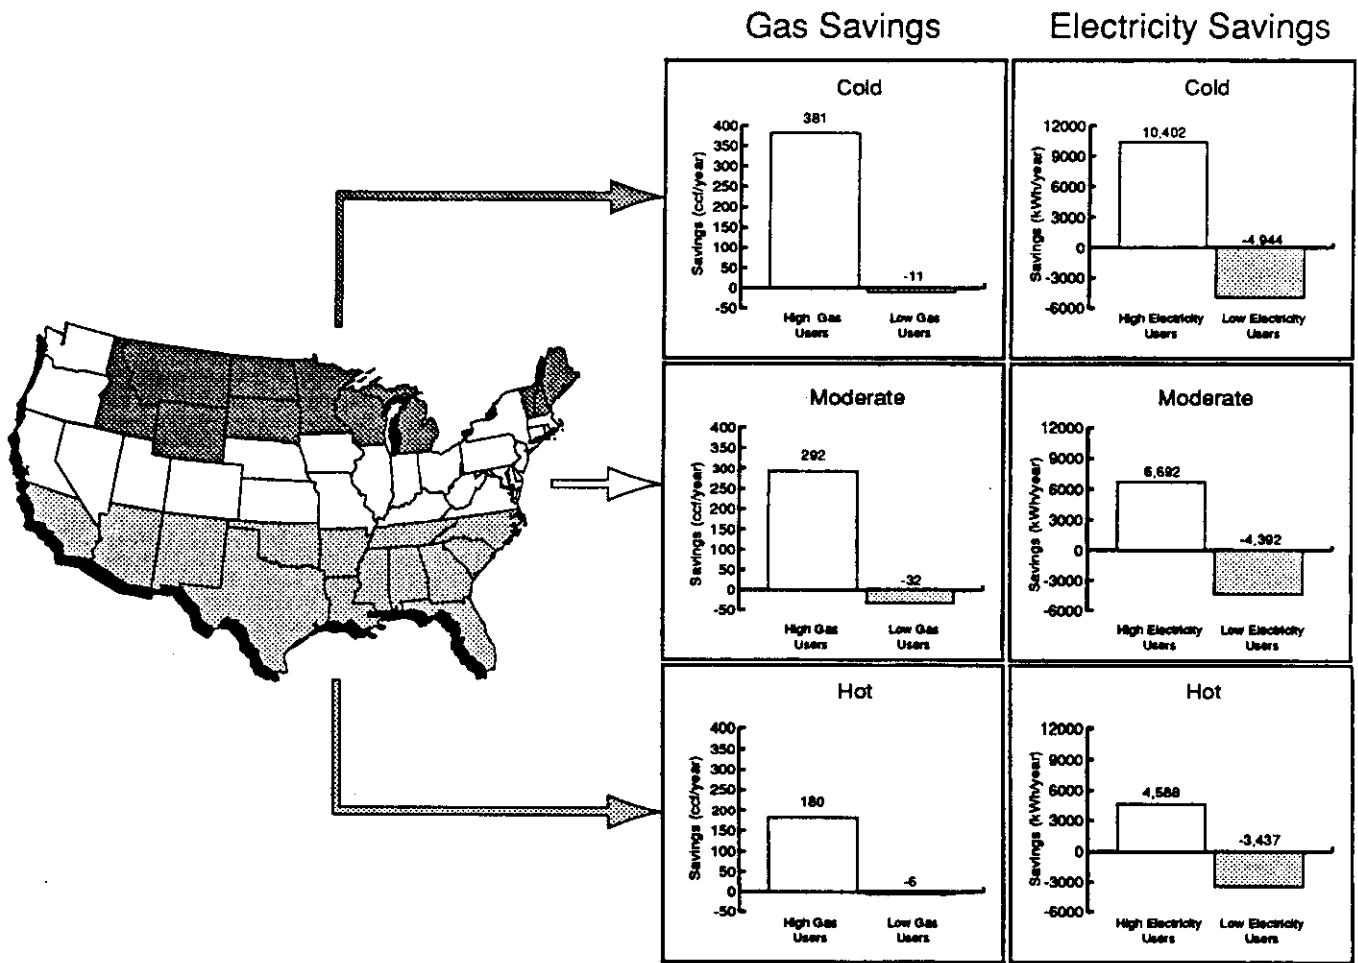 Gas Savings
Electricity Savings
Cold
381
400
350
300
250
200
150
100
50
0
-50
Savings (ccf/year)
-11
High Gas
Users
Low Gas
Users
Cold
12000
9000
6000
3000
0
-3000
-6000
Savings (kWh/year)
10,402
-4,944
High Electricity
Users
Low Electricity
Users
Moderate
400
350
300
250
200
150
100
50
0
-50
Savings (ccf/year)
292
-32
High Gas
Users
Low Gas
Users
Moderate
12000
9000
6000
3000
0
-3000
-6000
Savings (kWh/year)
6,692
-4,392
High Electricity
Users
Low Electricity
Users
Hot
400
350
300
250
200
150
100
50
0
-50
Savings (ccf/year)
180
-6
High Gas
Users
Low Gas
Users
Hot
12000
9000
6000
3000
0
-3000
-6000
Savings (kWh/year)
4,588
-3,437
High Electricity
Users
Low Electricity
Users